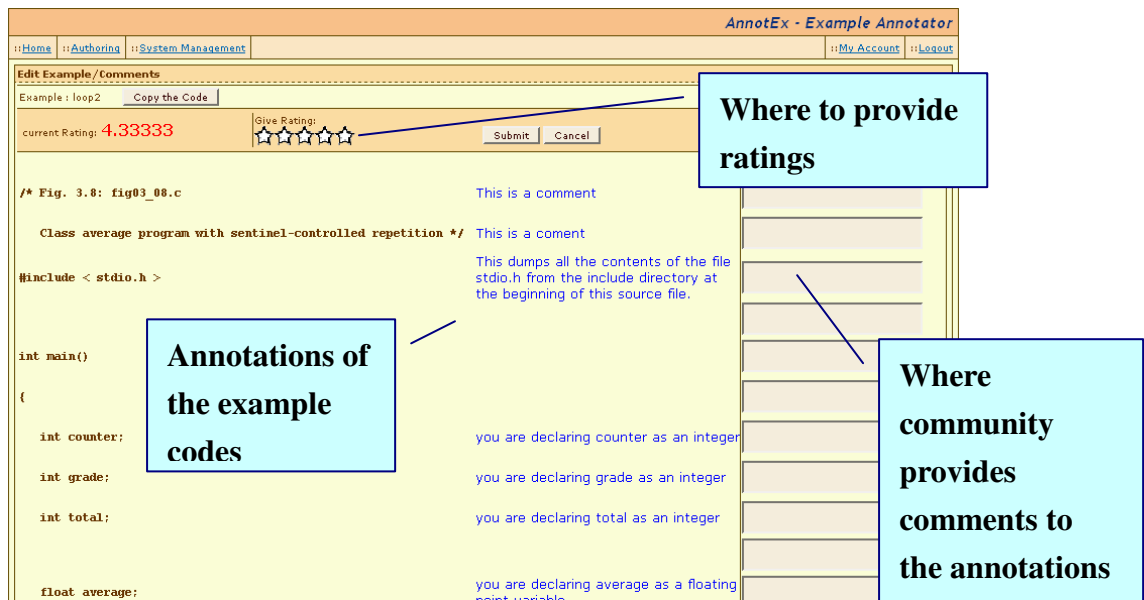 AnnotEx - Example Annotator
::Home ::Authoring ::System Management ::My Account ::Logout
Edit Example/Comments
Example : loop2 Copy the Code
current Rating: 4.33333 Give Rating: Submit Cancel
Where to provide
ratings
/* Fig. 3.8: fig03_08.c This is a comment
Class average program with sentinel-controlled repetition */ This is a coment
#include < stdio.h > This dumps all the contents of the file
stdio.h from the include directory at
the beginning of this source file.
int main()
{
Annotations of
the example
codes
Where
community
provides
comments to
the annotations
int counter; you are declaring counter as an integer
int grade; you are declaring grade as an integer
int total; you are declaring total as an integer
float average; you are declaring average as a floating
point variable